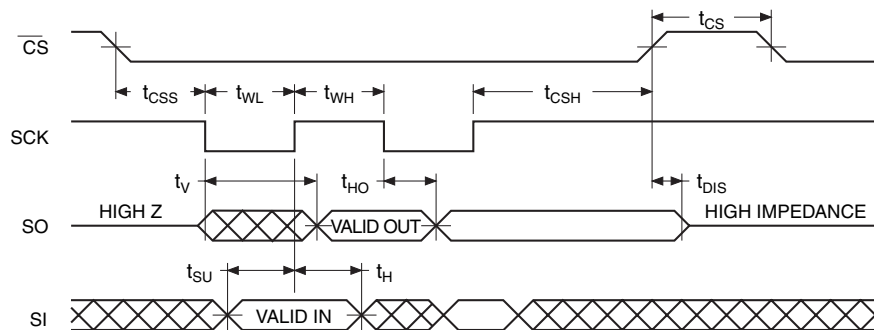 t_CS
CS
t_CSS t_WL t_WH t_CSH
SCK
t_V t_HO t_DIS
HIGH Z VALID OUT HIGH IMPEDANCE
SO
t_SU t_H
SI VALID IN